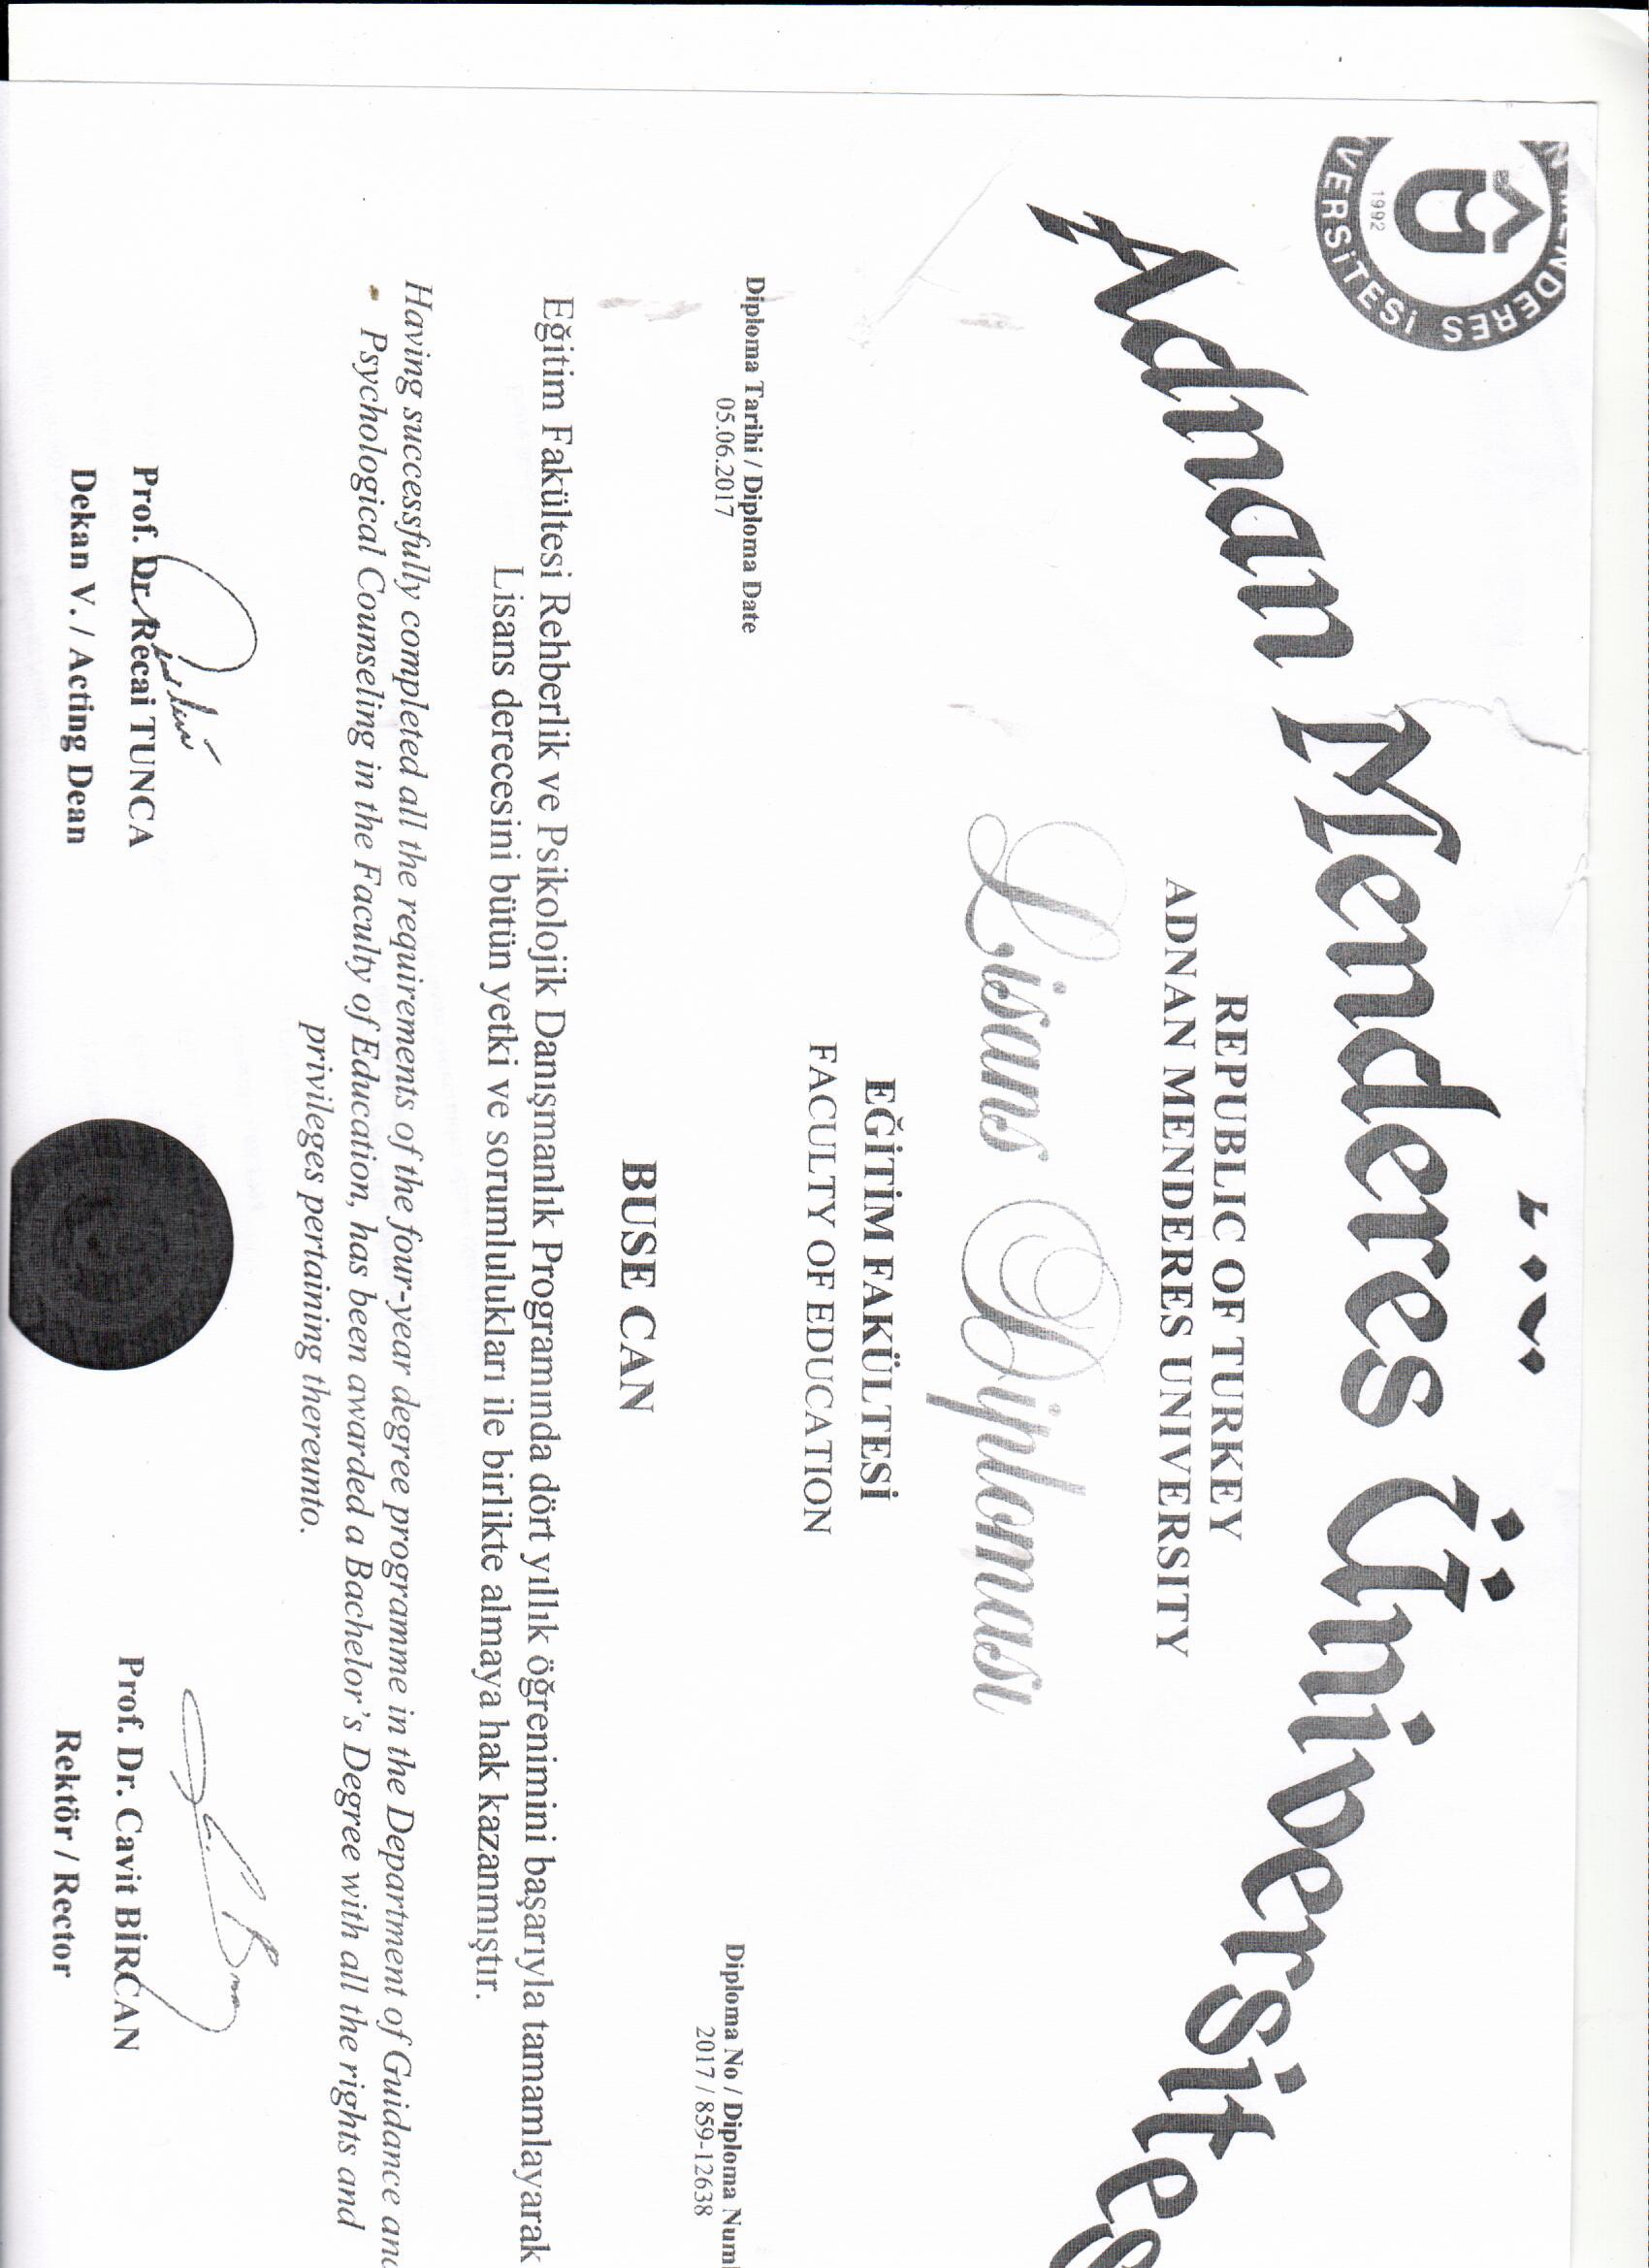 T.C.
Adnan Menderes Üniversites
NDERES
VERSİTESİ
1992
REPUBLIC OF TURKEY
ADNAN MENDERES UNIVERSITY
Lisans Diploması
EĞİTİM FAKÜLTESİ
FACULTY OF EDUCATION
Diploma Tarihi / Diploma Date
05.06.2017
Diploma No / Diploma Num
2017 / 859-12638
BUSE CAN
Eğitim Fakültesi Rehberlik ve Psikolojik Danışmanlık Programında dört yıllık öğrenimini başarıyla tamamlayarak
Lisans derecesini bütün yetki ve sorumlulukları ile birlikte almaya hak kazanmıştır.
Having successfully completed all the requirements of the four-year degree programme in the Department of Guidance and
Psychological Counseling in the Faculty of Education, has been awarded a Bachelor's Degree with all the rights and
privileges pertaining thereunto.
Prof. Dr. Recai TUNCA
Dekan V. / Acting Dean
Prof. Dr. Cavit BİRCAN
Rektör / Rector